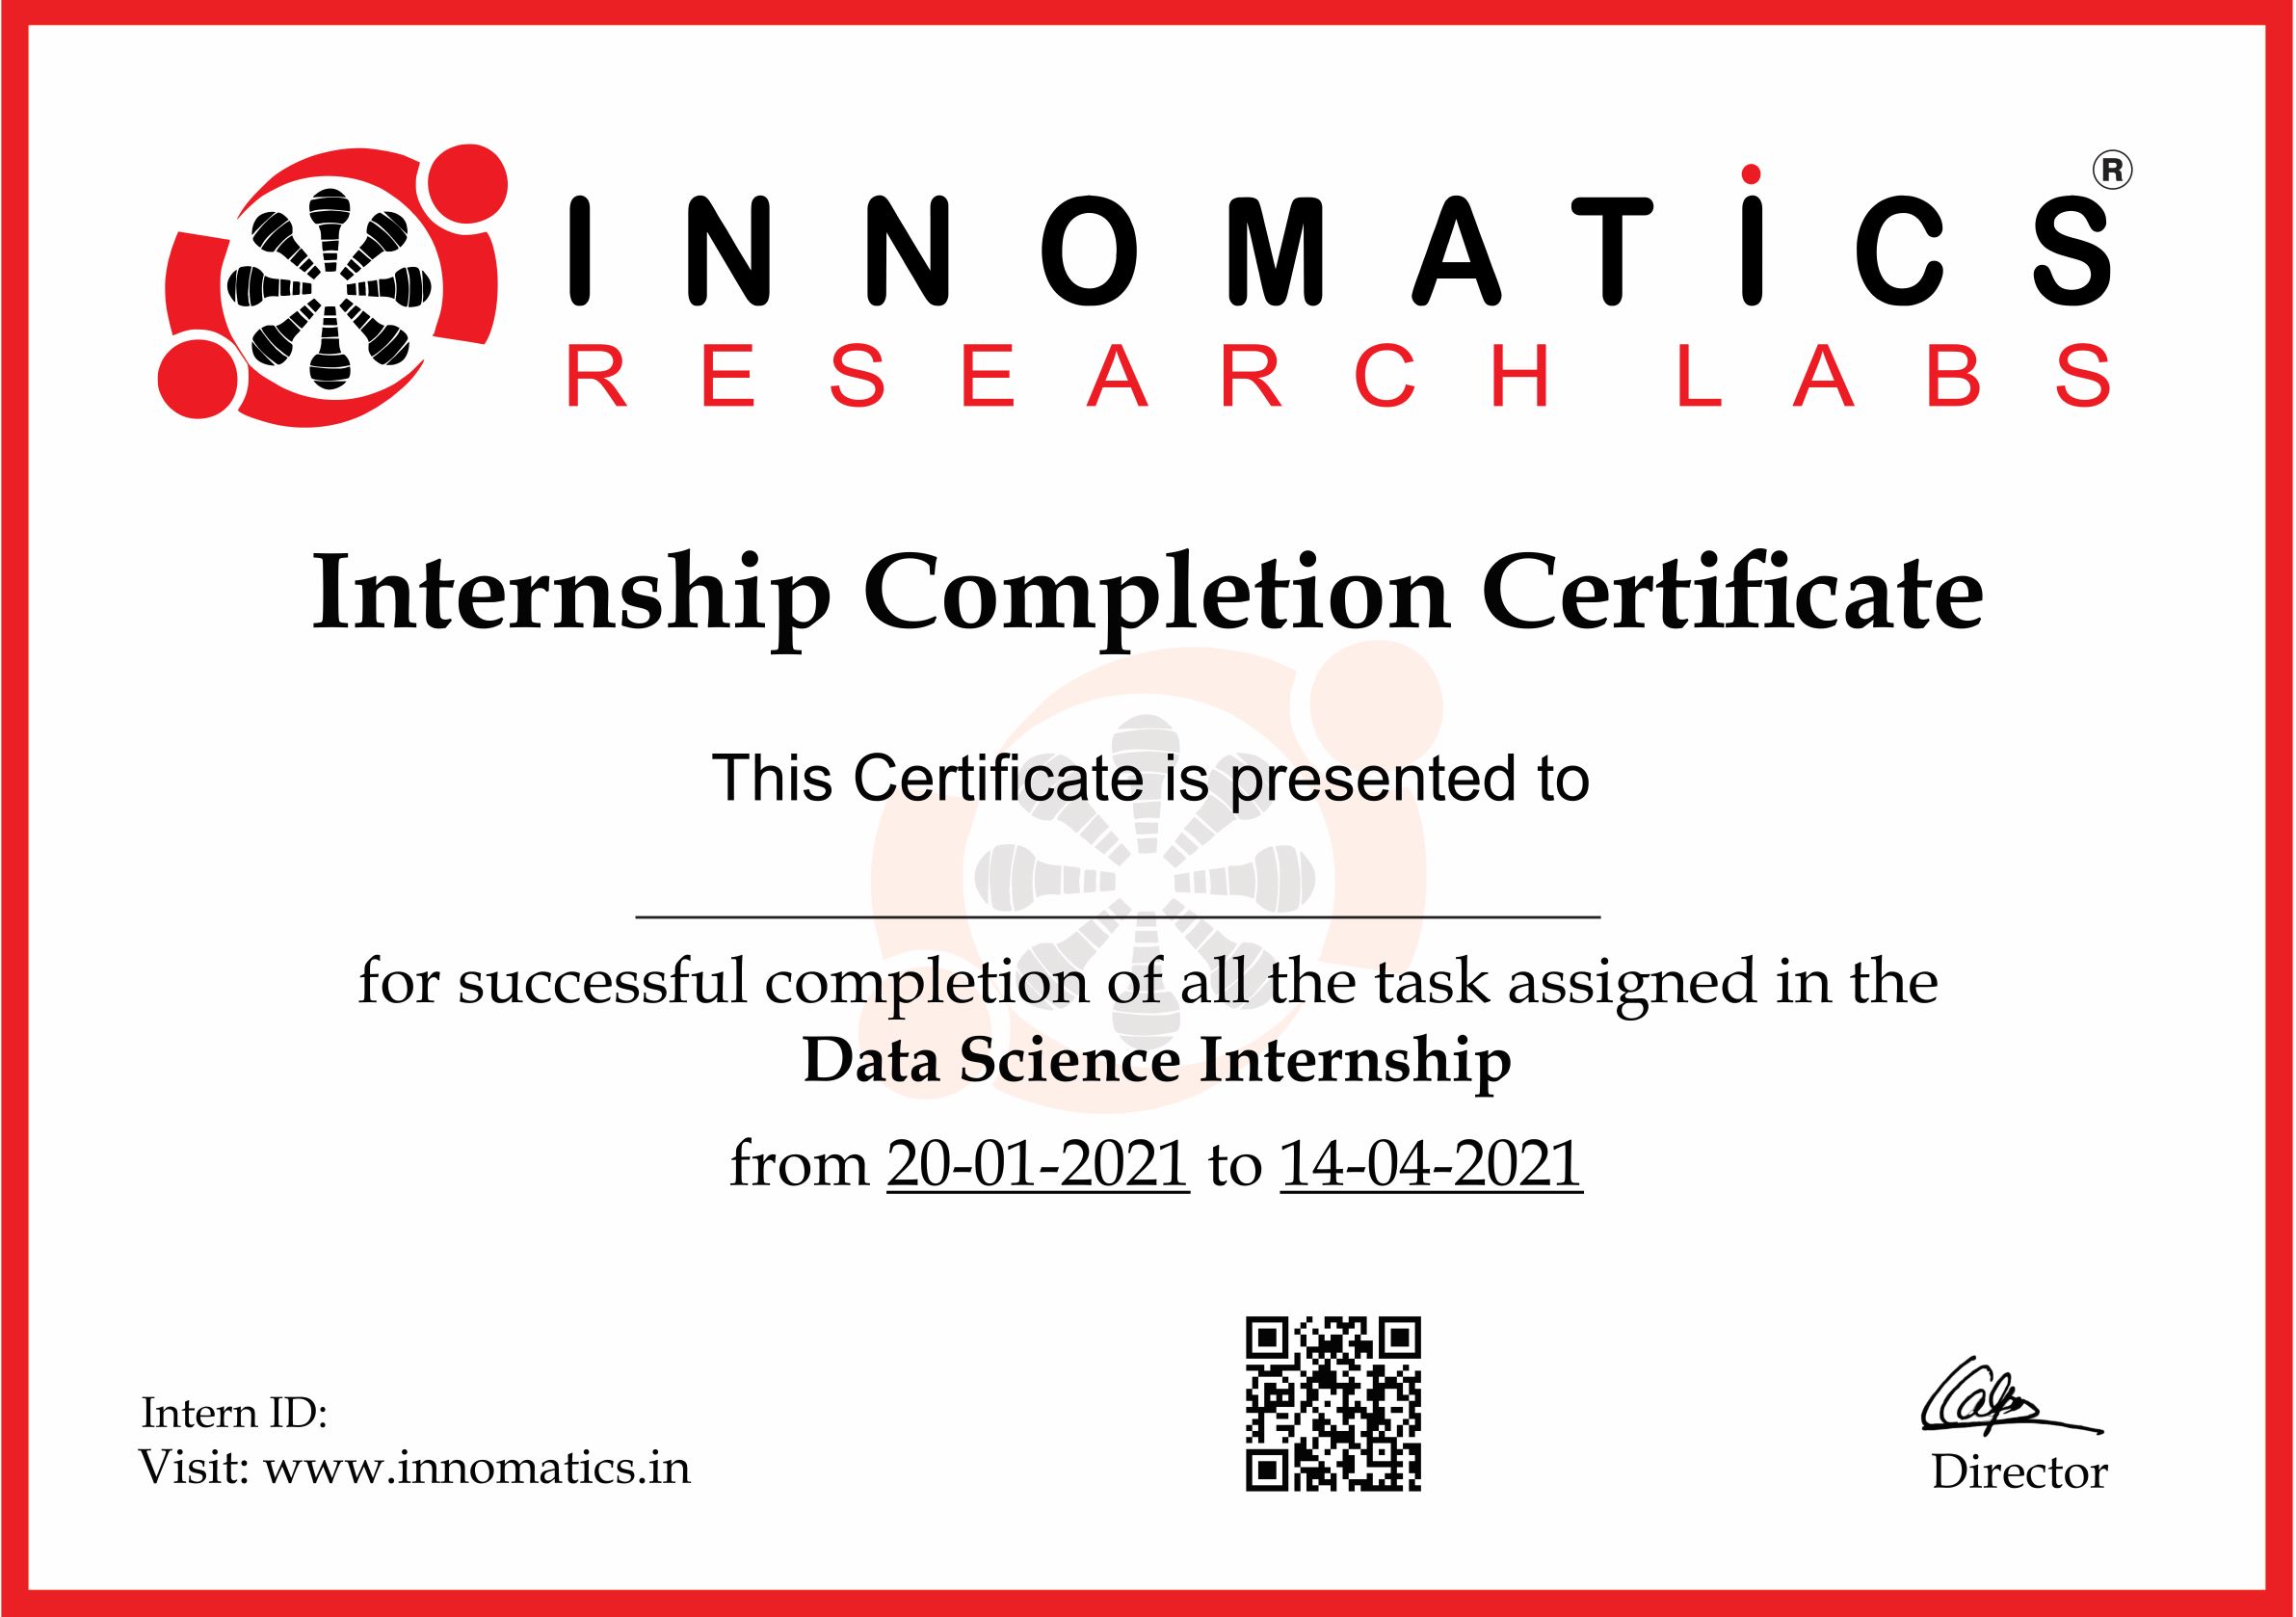 INNOMATICS®
RESEARCH LABS
Internship Completion Certificate
This Certificate is presented to
for successful completion of all the task assigned in the
Data Science Internship
from 20-01-2021 to 14-04-2021
Intern ID:
Visit: www.innomatics.in
Director